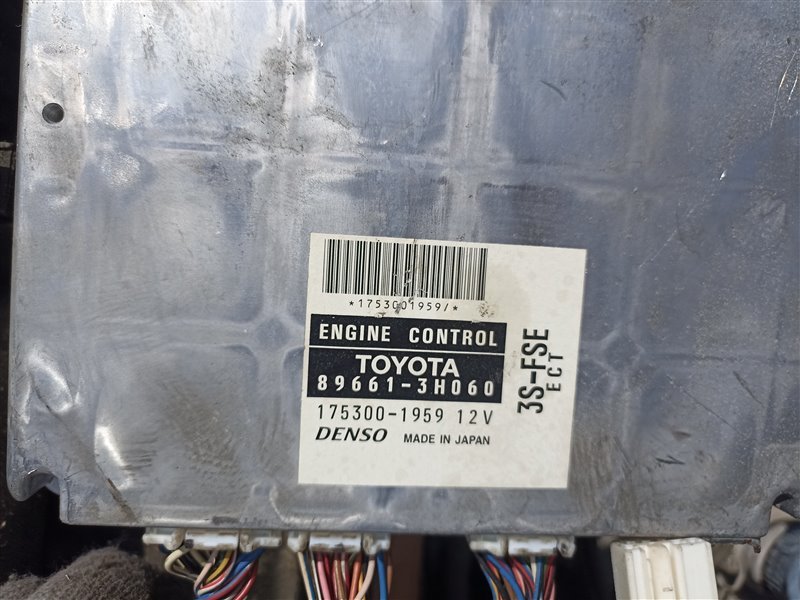 *1753001959/*
ENGINE CONTROL
TOYOTA
89661-3H060
175300-1959 12V
DENSO MADE IN JAPAN
3S-FSE
ECT